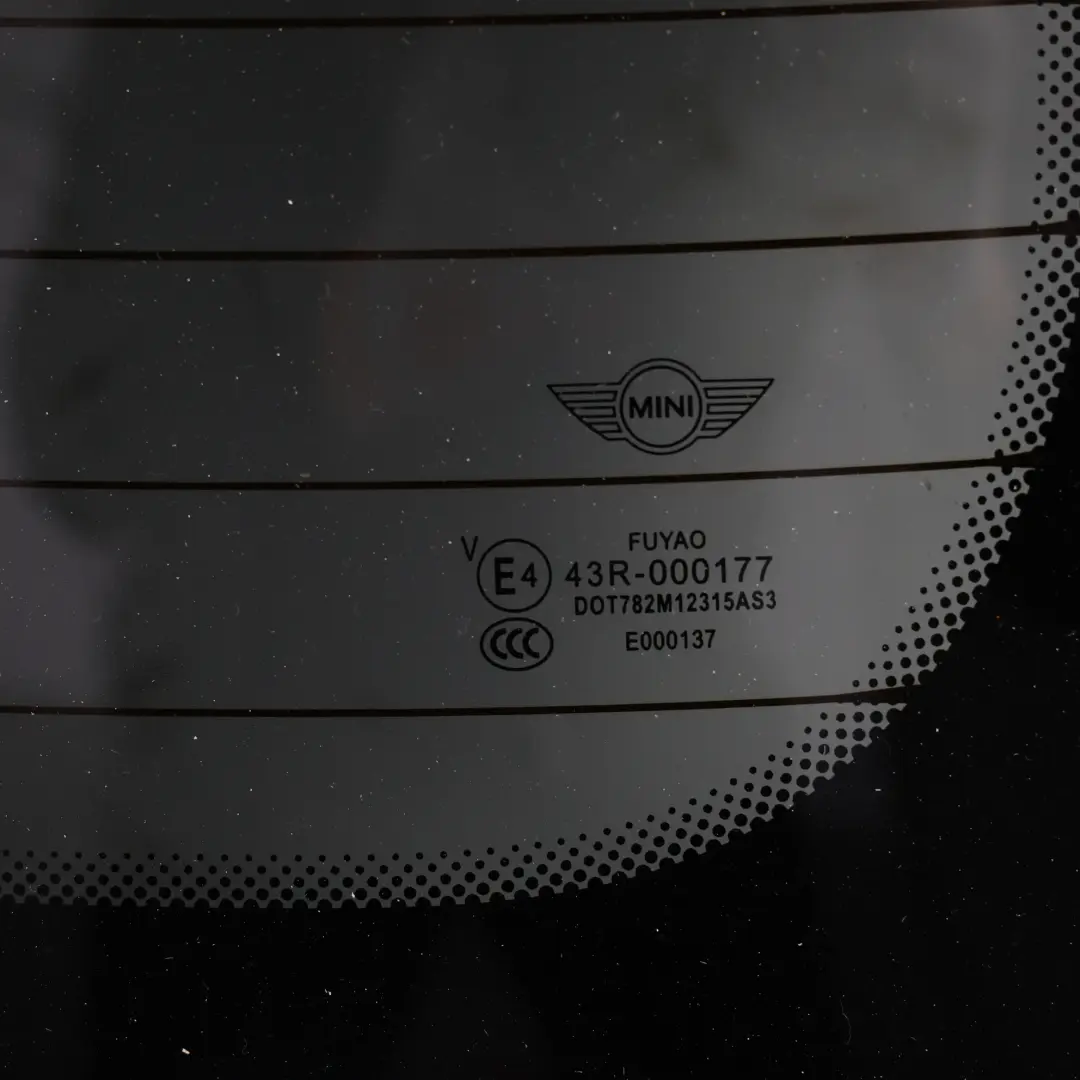 MINI
FUYAO
V E4 43R-000177
DOT782M12315AS3
CCC E000137